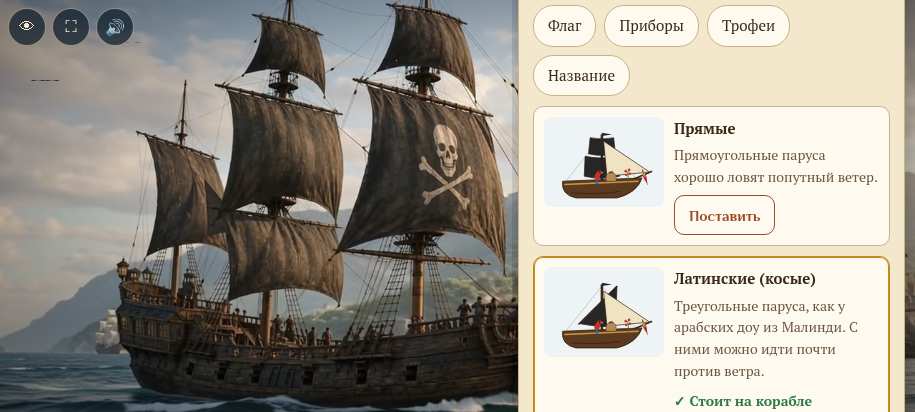 Флаг
Приборы
Трофеи
Название
Прямые
Прямоугольные паруса
хорошо ловят попутный ветер.
Поставить
Латинские (косые)
Треугольные паруса, как у
арабских доу из Малинди. С
ними можно идти почти
против ветра.
✓ Стоит на корабле